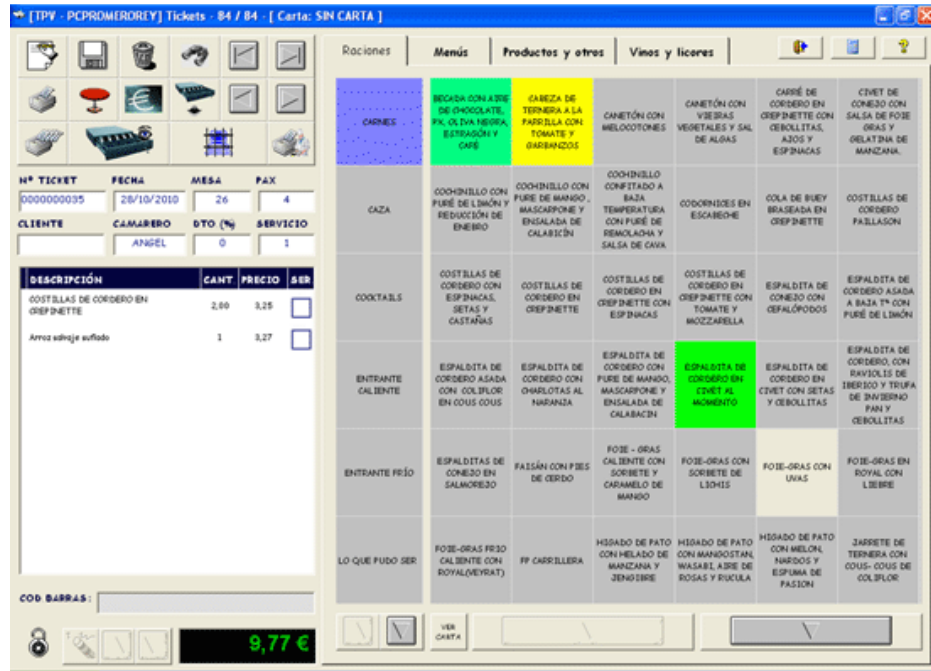 [TPV - PCPROMEROREY] Tickets - 84 / 84 - [ Carta: SIN CARTA ]
Raciones
Menús
Productos y otros
Vinos y licores
Nº TICKET
FECHA
MESA
PAX
0000000035
28/10/2010
26
4
CLIENTE
CAMARERO
DTO (%)
SERVICIO
ANGEL
0
1
DESCRIPCIÓN
CANT
PRECIO
SER
COSTILLAS DE CORDERO EN
CREPINETTE
2,00
3,25
Arroz salvaje suflado
1
3,27
COD BARRAS:
9,77 €
CARNES
BECADA CON AIRE
DE CHOCOLATE,
PX, OLIVA NEGRA,
ESTRAGÓN Y
CAFÉ
CABEZA DE
TERNERA A LA
PARRILLA CON
TOMATE Y
GARBANZOS
CANETÓN CON
MELOCOTONES
CANETÓN CON
VIEIRAS
VEGETALES Y SAL
DE ALGAS
CARRÉ DE
CORDERO EN
CREPINETTE CON
CEBOLLITAS,
AJOS Y
ESPINACAS
CIVET DE
CONEJO CON
SALSA DE FOIE
GRAS Y
GELATINA DE
MANZANA.
CAZA
COCHINILLO CON
PURÉ DE LIMÓN Y
REDUCCIÓN DE
ENEBRO
COCHINILLO CON
PURE DE MANGO ,
MASCARPONE Y
ENSALADA DE
CALABICÍN
COCHINILLO
CONFITADO A
BAJA
TEMPERATURA
CON PURÉ DE
REMOLACHA Y
SALSA DE CAVA
CODORNICES EN
ESCABECHE
COLA DE BUEY
BRASEADA EN
CREPINETTE
COSTILLAS DE
CORDERO
PAILLASON
COCKTAILS
COSTILLAS DE
CORDERO CON
ESPINACAS,
SETAS Y
CASTAÑAS
COSTILLAS DE
CORDERO EN
CREPINETTE
COSTILLAS DE
CORDERO EN
CREPINETTE CON
ESPINACAS
COSTILLAS DE
CORDERO EN
CREPINETTE CON
TOMATE Y
MOZZARELLA
ESPALDITA DE
CONEJO CON
CEFALÓPODOS
ESPALDITA DE
CORDERO ASADA
A BAJA Tª CON
PURÉ DE LIMÓN
ENTRANTE
CALIENTE
ESPALDITA DE
CORDERO ASADA
CON COLIFLOR
EN COUS COUS
ESPALDITA DE
CORDERO CON
CHARLOTAS AL
NARANJA
ESPALDITA DE
CORDERO CON
PURE DE MANGO,
MASCARPONE Y
ENSALADA DE
CALABACIN
ESPALDITA DE
CORDERO EN
CIVET AL
MOMENTO
ESPALDITA DE
CORDERO EN
CIVET CON SETAS
Y CEBOLLITAS
ESPALDITA DE
CORDERO, CON
RAVIOLIS DE
IBERICO Y TRUFA
DE INVIERNO
PAN Y
CEBOLLITAS
ENTRANTE FRÍO
ESPALDITAS DE
CONEJO EN
SALMOREJO
FAISÁN CON PIES
DE CERDO
FOIE - GRAS
CALIENTE CON
SORBETE Y
CARAMELO DE
MANGO
FOIE-GRAS CON
SORBETE DE
LICHIS
FOIE-GRAS CON
UVAS
FOIE-GRAS EN
ROYAL CON
LIEBRE
LO QUE PUDO SER
FOIE-GRAS FRIO
CALIENTE CON
ROYAL(VEYRAT)
FP CARRILLERA
HIGADO DE PATO
CON HELADO DE
MANZANA Y
JENGIBRE
HIGADO DE PATO
CON MANGOSTAN,
WASABI, AIRE DE
ROSAS Y RUCULA
HIGADO DE PATO
CON MELON,
NARDOS Y
ESPUMA DE
PASION
JARRETE DE
TERNERA CON
COUS- COUS DE
COLIFLOR
VER
CARTA